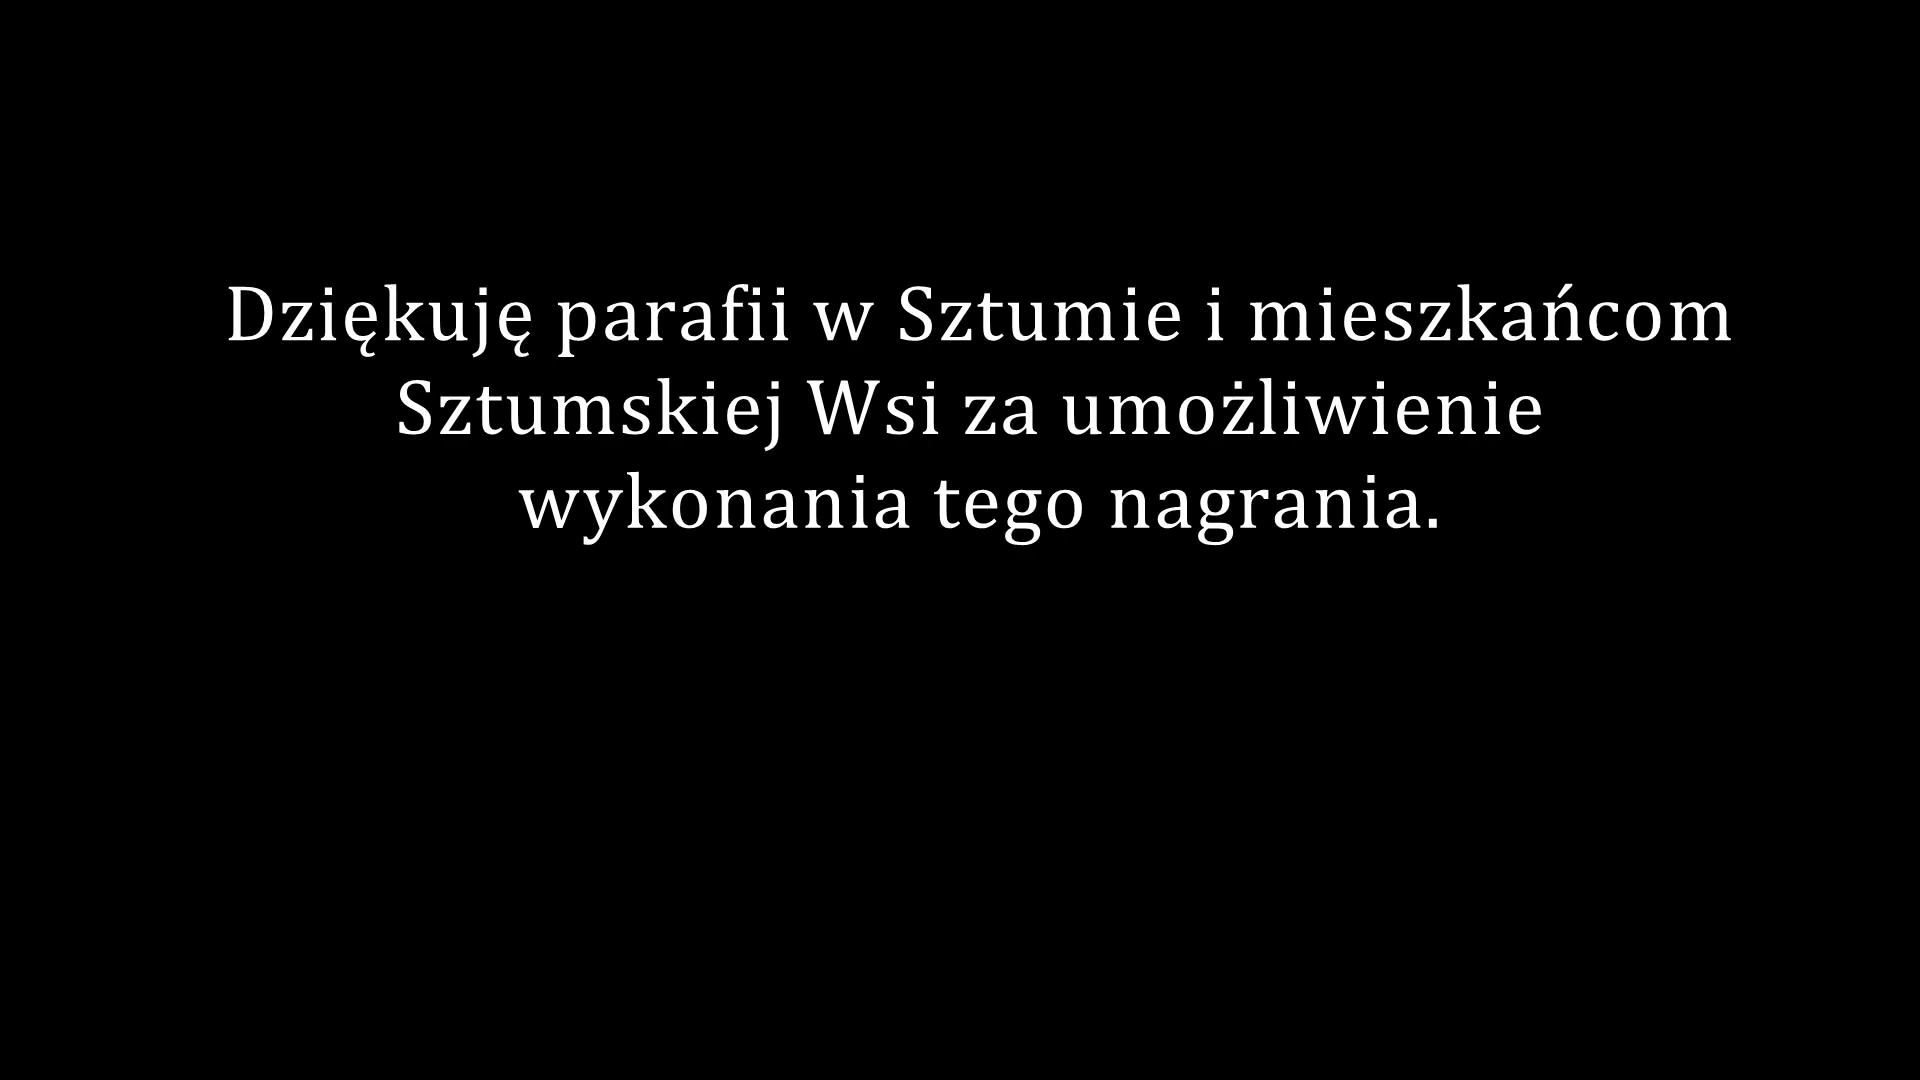 Dziękuję parafii w Sztumie i mieszkańcom
Sztumskiej Wsi za umożliwienie
wykonania tego nagrania.